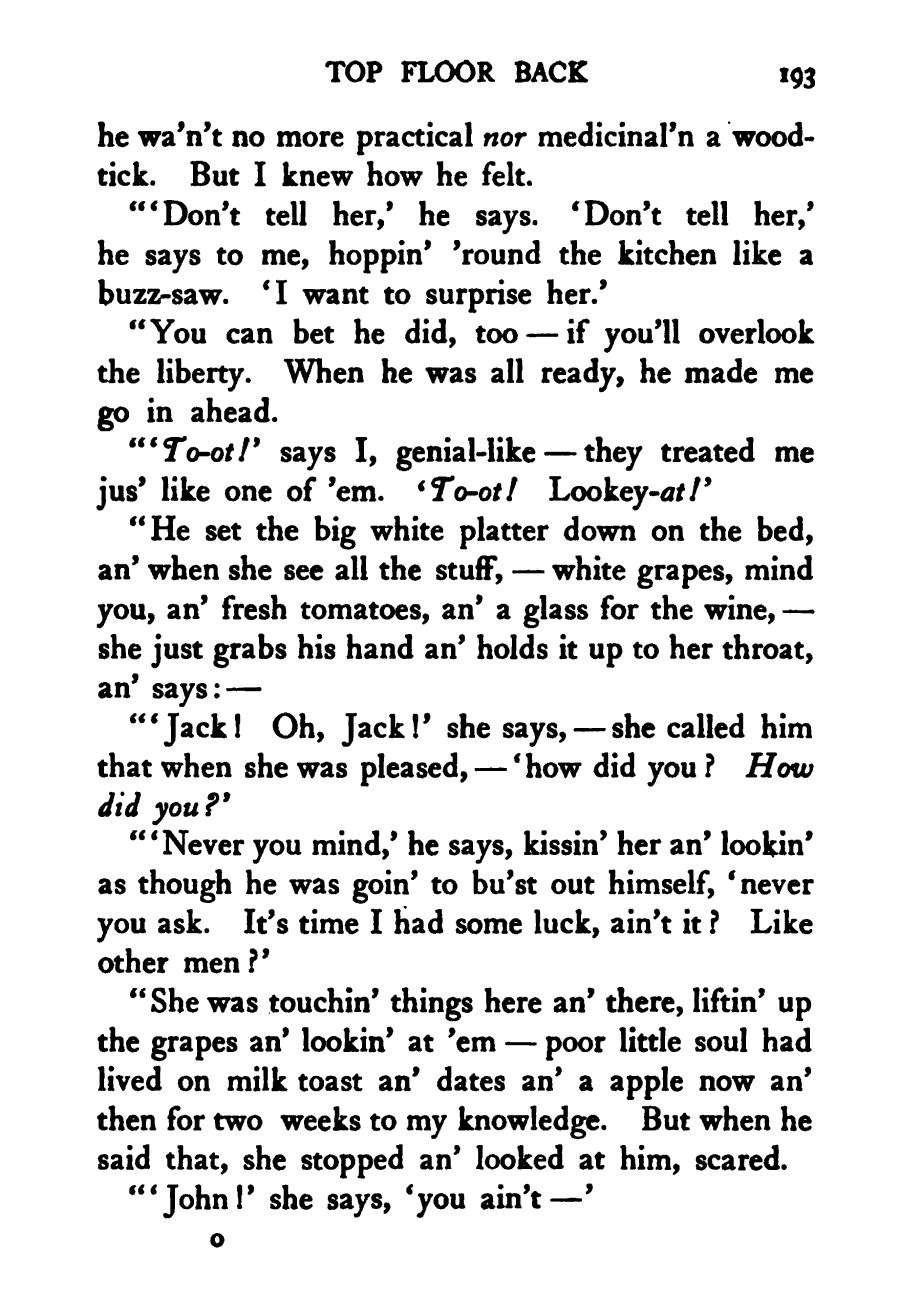 TOP FLOOR BACK 193
he wa'n't no more practical nor medicinal'n a wood-
tick. But I knew how he felt.
"'Don't tell her,' he says. 'Don't tell her,'
he says to me, hoppin' 'round the kitchen like a
buzz-saw. 'I want to surprise her.'
"You can bet he did, too — if you'll overlook
the liberty. When he was all ready, he made me
go in ahead.
"'To-ot!' says I, genial-like — they treated me
jus' like one of 'em. 'To-ot! Lookey-at!'
"He set the big white platter down on the bed,
an' when she see all the stuff, — white grapes, mind
you, an' fresh tomatoes, an' a glass for the wine, —
she just grabs his hand an' holds it up to her throat,
an' says: —
"'Jack! Oh, Jack!' she says, — she called him
that when she was pleased, — 'how did you? How
did you?'
"'Never you mind,' he says, kissin' her an' lookin'
as though he was goin' to bu'st out himself, 'never
you ask. It's time I had some luck, ain't it? Like
other men?'
"She was touchin' things here an' there, liftin' up
the grapes an' lookin' at 'em — poor little soul had
lived on milk toast an' dates an' a apple now an'
then for two weeks to my knowledge. But when he
said that, she stopped an' looked at him, scared.
"'John!' she says, 'you ain't —'
o